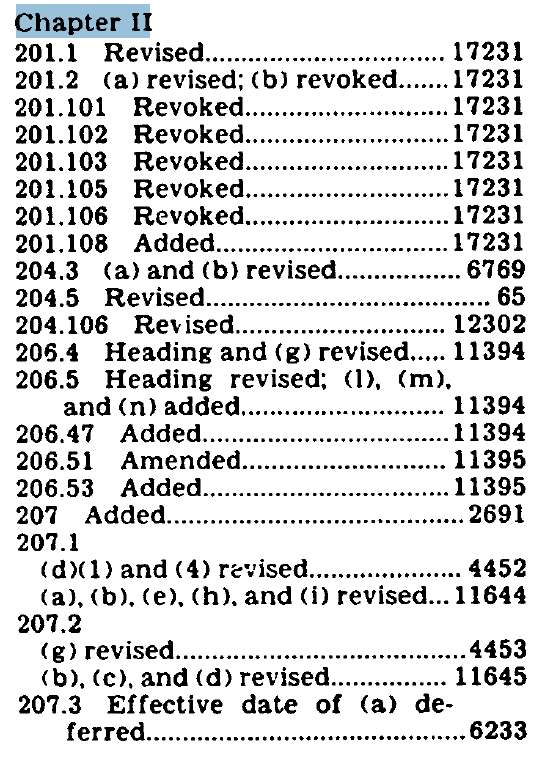 Chapter II
201.1 Revised................................ 17231
201.2 (a) revised; (b) revoked....... 17231
201.101 Revoked........................... 17231
201.102 Revoked........................... 17231
201.103 Revoked........................... 17231
201.105 Revoked........................... 17231
201.106 Revoked........................... 17231
201.108 Added............................... 17231
204.3 (a) and (b) revised................. 6769
204.5 Revised...................................... 65
204.106 Revised............................ 12302
206.4 Heading and (g) revised..... 11394
206.5 Heading revised; (l), (m),
and (n) added........................... 11394
206.47 Added................................. 11394
206.51 Amended........................... 11395
206.53 Added................................. 11395
207 Added........................................ 2691
207.1
(d)(1) and (4) revised...................... 4452
(a), (b), (e), (h), and (i) revised... 11644
207.2
(g) revised....................................... 4453
(b), (c), and (d) revised................ 11645
207.3 Effective date of (a) de-
ferred........................................... 6233